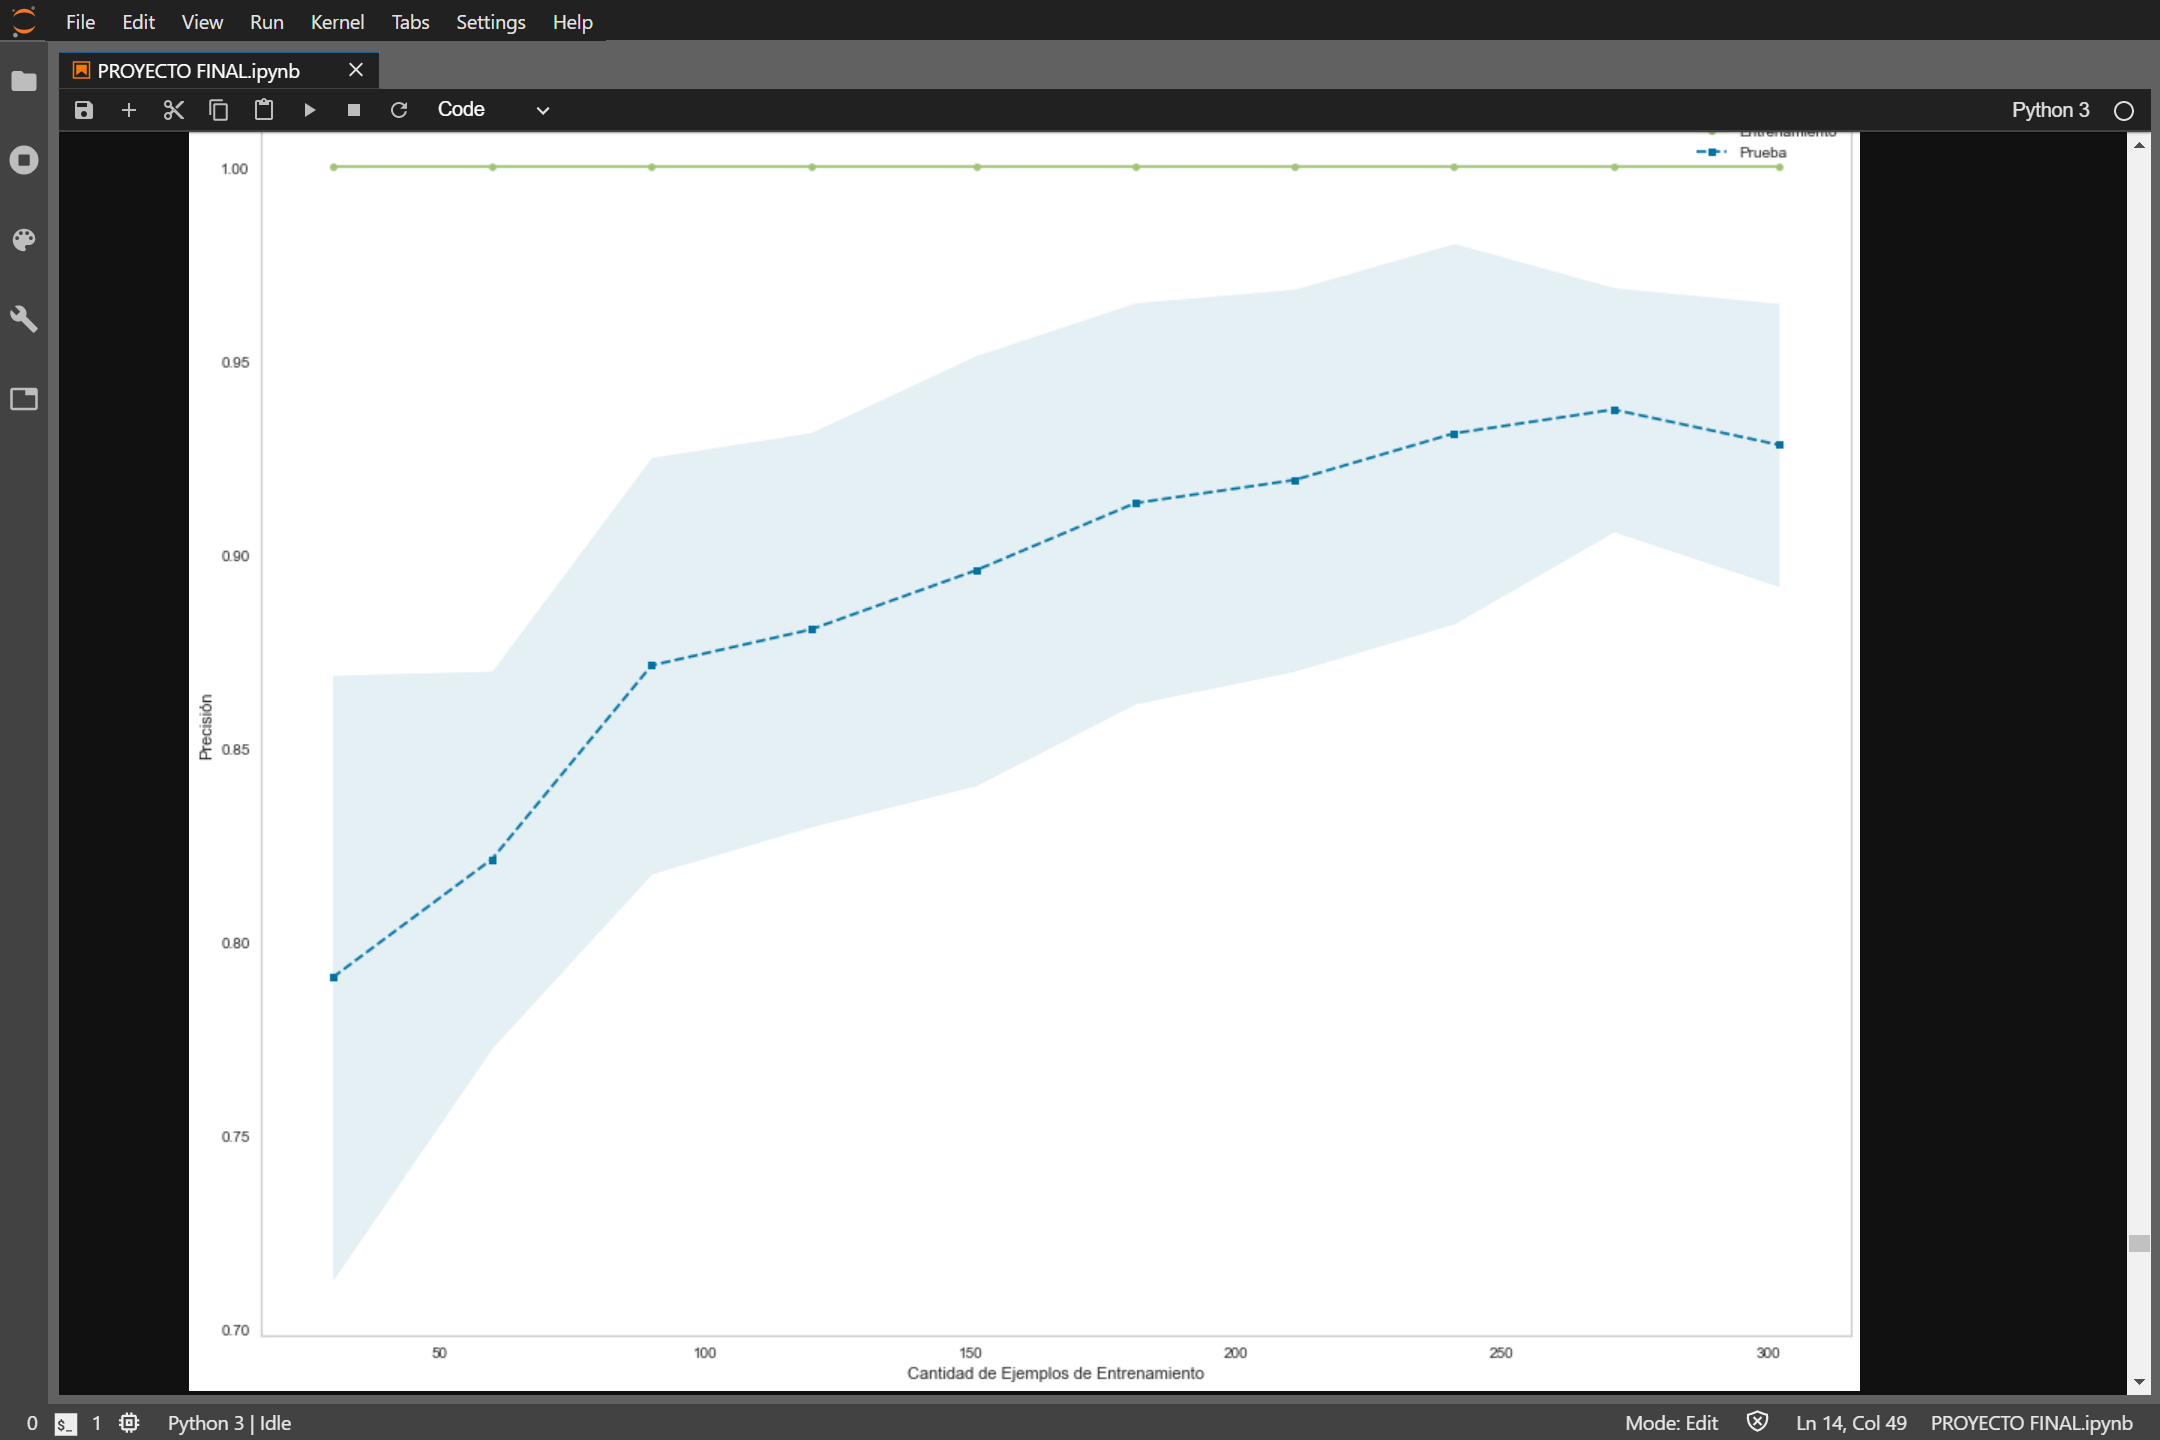 File Edit View Run Kernel Tabs Settings Help
PROYECTO FINAL.ipynb
Code
Python 3
Entrenamiento
Prueba
1.00
0.95
0.90
0.85
0.80
0.75
0.70
Precisión
50 100 150 200 250 300
Cantidad de Ejemplos de Entrenamiento
0 $_ 1 Python 3 | Idle Mode: Edit Ln 14, Col 49 PROYECTO FINAL.ipynb